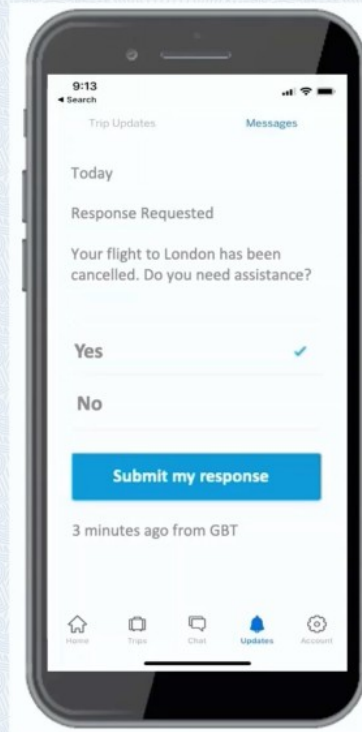 9:13
◂ Search
Trip Updates
Messages
Today
Response Requested
Your flight to London has been
cancelled. Do you need assistance?
Yes
No
Submit my response
3 minutes ago from GBT
Home
Trips
Chat
Updates
Account